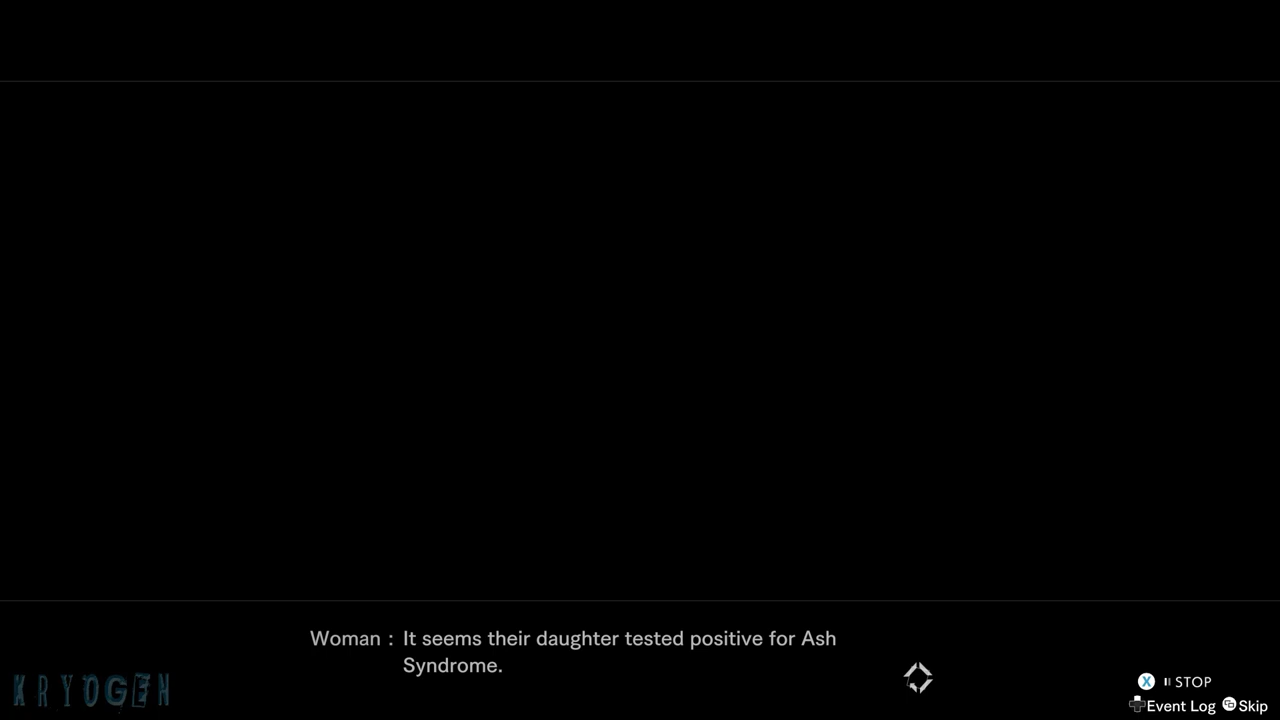 Woman : It seems their daughter tested positive for Ash
Syndrome.
KRYOGEN
X STOP
Event Log Skip